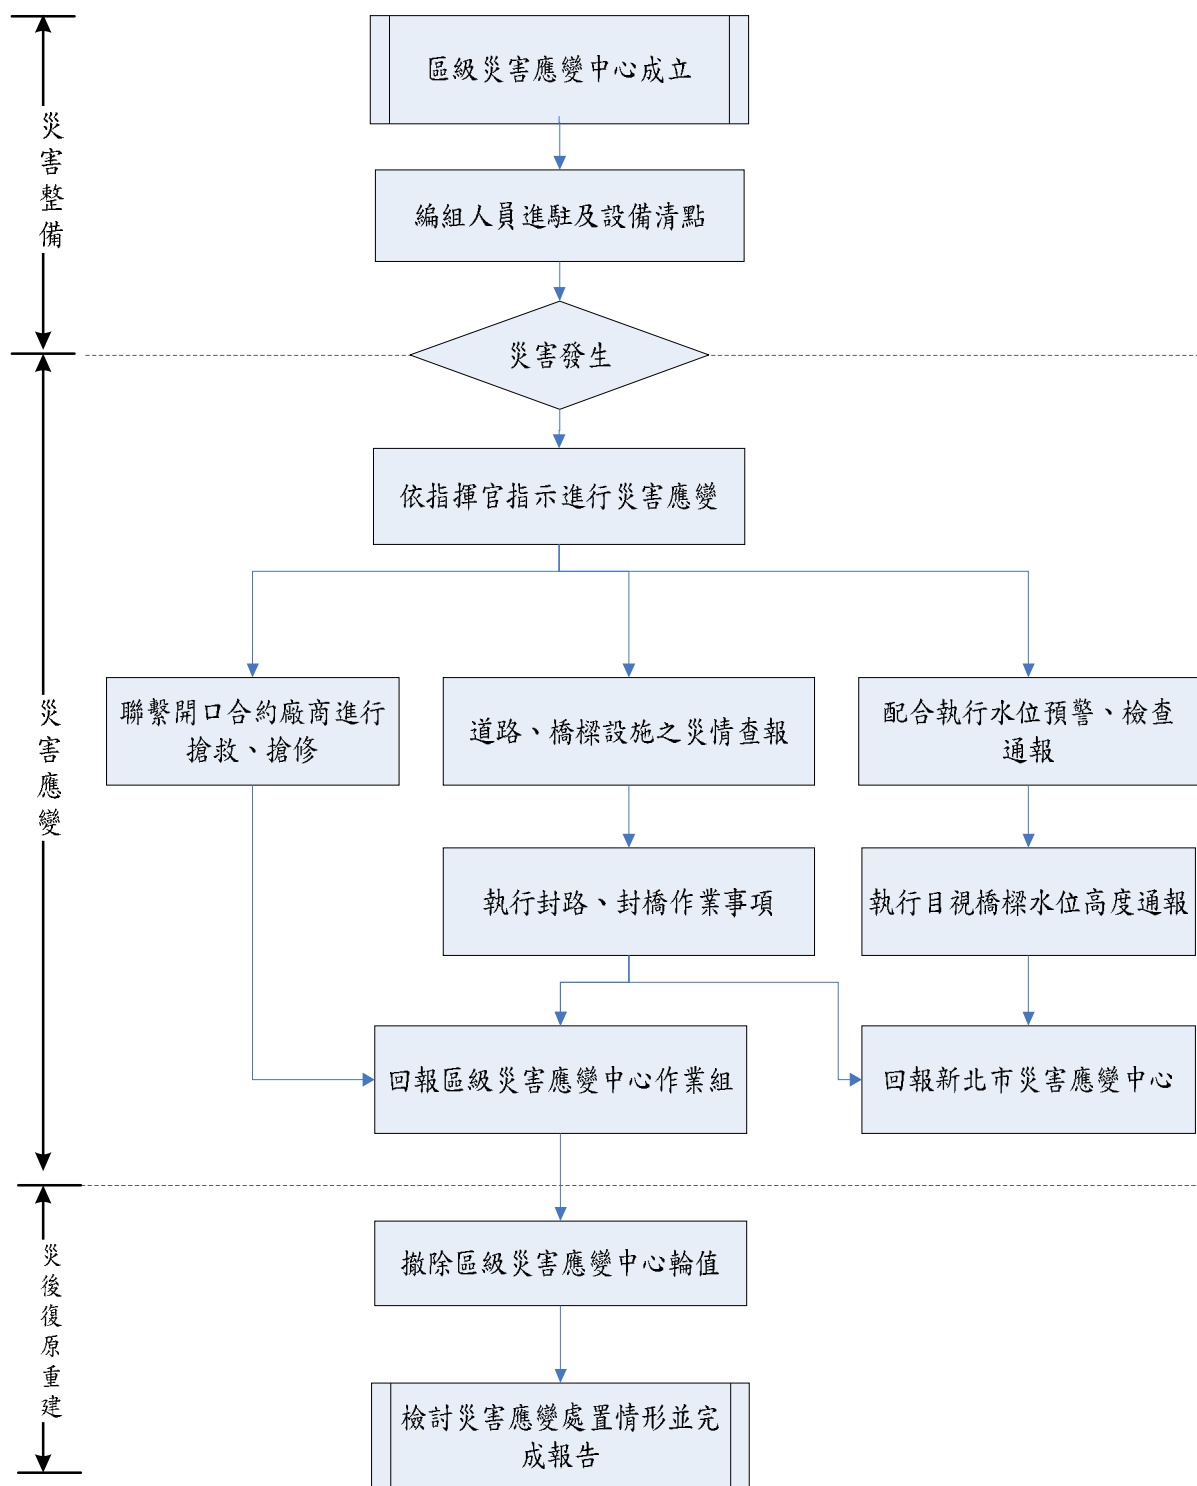 區級災害應變中心成立
災害整備
編組人員進駐及設備清點
災害發生
依指揮官指示進行災害應變
災害應變
聯繫開口合約廠商進行
搶救、搶修
道路、橋樑設施之災情查報
配合執行水位預警、檢查
通報
執行封路、封橋作業事項
執行目視橋樑水位高度通報
回報區級災害應變中心作業組
回報新北市災害應變中心
災後復原重建
撤除區級災害應變中心輪值
檢討災害應變處置情形並完
成報告